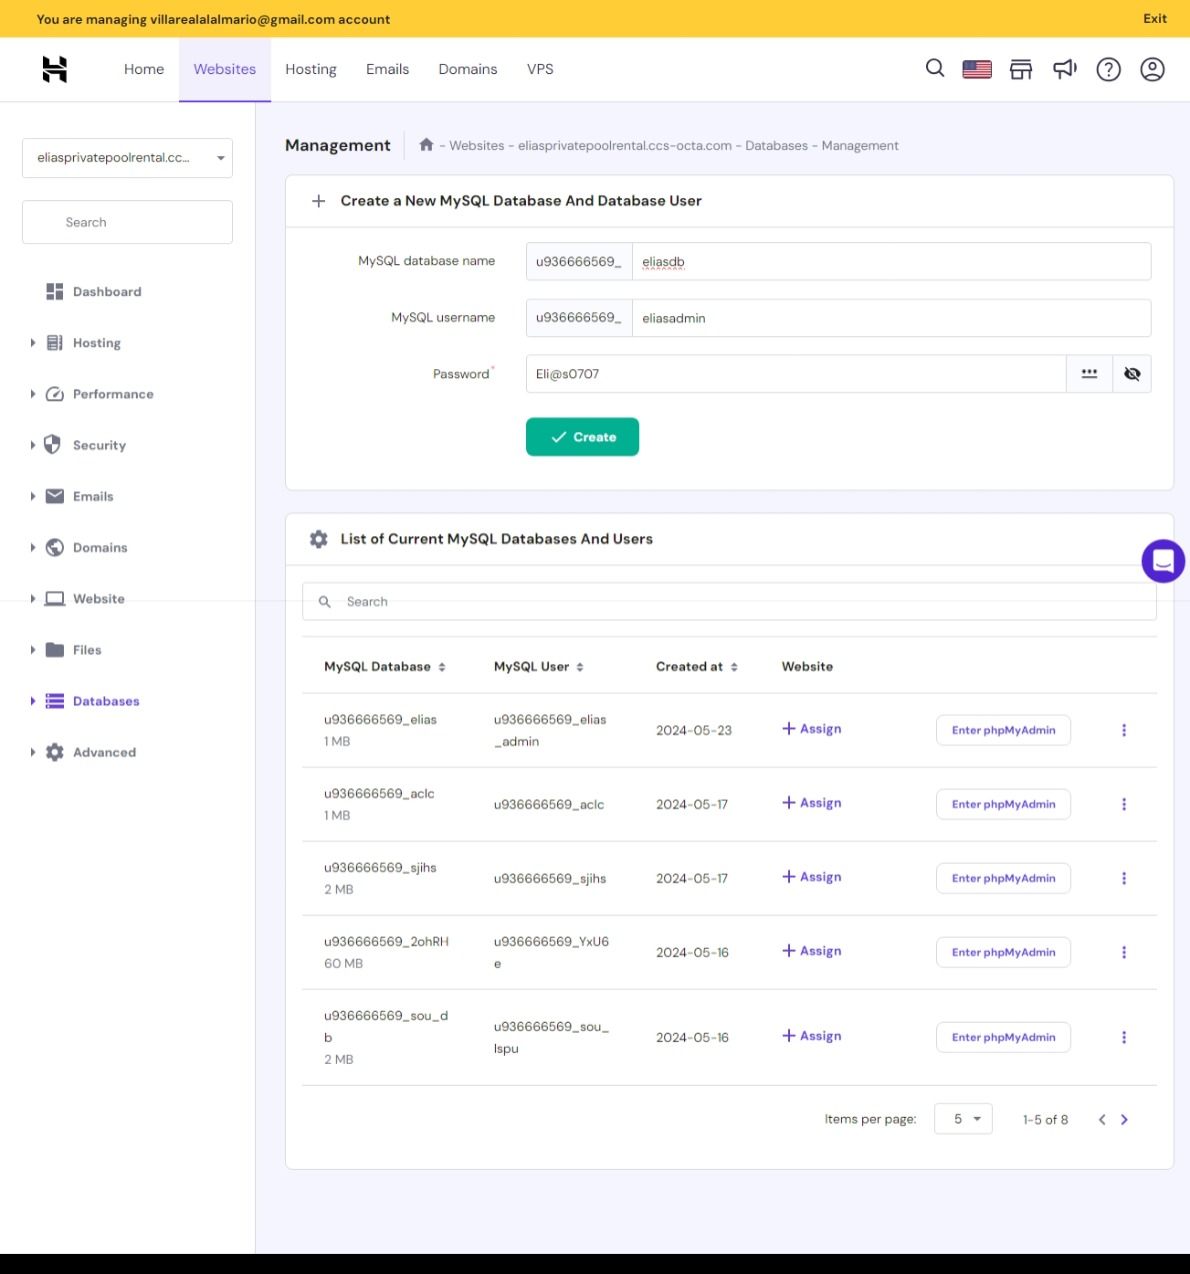 You are managing villarealalalmario@gmail.com account
Exit
Home
Websites
Hosting
Emails
Domains
VPS
eliasprivatepoolrental.cc...
Search
Dashboard
Hosting
Performance
Security
Emails
Domains
Website
Files
Databases
Advanced
Management
- Websites - eliasprivatepoolrental.ccs-octa.com - Databases - Management
Create a New MySQL Database And Database User
MySQL database name
u936666569_
eliasdb
MySQL username
u936666569_
eliasadmin
Password*
Eli@s0707
Create
List of Current MySQL Databases And Users
Search
MySQL Database
MySQL User
Created at
Website
u936666569_elias
1 MB
u936666569_elias
_admin
2024-05-23
+ Assign
Enter phpMyAdmin
u936666569_aclc
1 MB
u936666569_aclc
2024-05-17
+ Assign
Enter phpMyAdmin
u936666569_sjihs
2 MB
u936666569_sjihs
2024-05-17
+ Assign
Enter phpMyAdmin
u936666569_2ohRH
60 MB
u936666569_YxU6
e
2024-05-16
+ Assign
Enter phpMyAdmin
u936666569_sou_d
b
2 MB
u936666569_sou_
lspu
2024-05-16
+ Assign
Enter phpMyAdmin
Items per page:
5
1-5 of 8